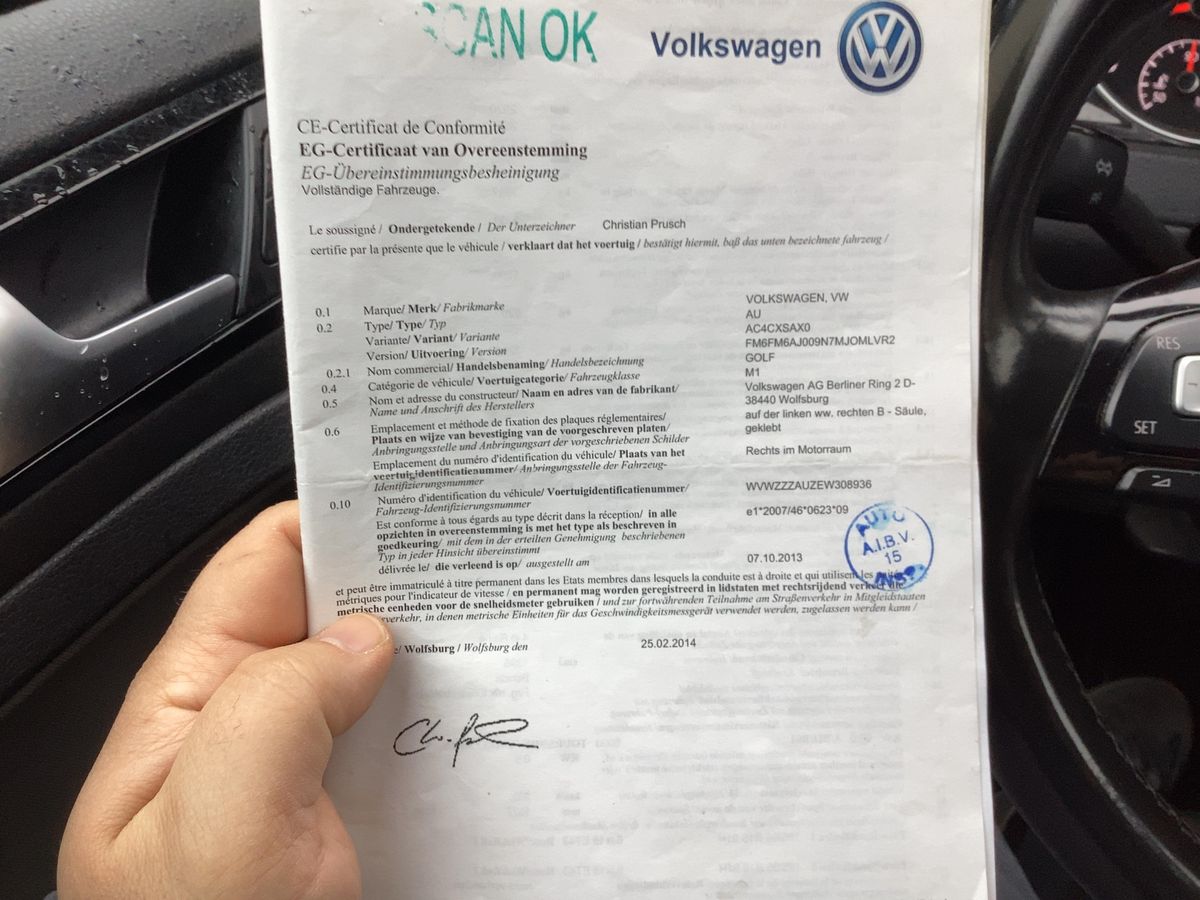 SCAN OK
Volkswagen
CE-Certificat de Conformité
EG-Certificaat van Overeenstemming
EG-Übereinstimmungsbesheinigung
Vollständige Fahrzeuge.
Le soussigné / Ondergetekende / Der Unterzeichner Christian Prusch
certifie par la présente que le véhicule / verklaart dat het voertuig / bestätigt hiermit, baß das unten bezeichnete fahrzeug /
0.1 Marque/ Merk/ Fabrikmarke VOLKSWAGEN, VW
0.2 Type/ Type/ Typ AU
Variante/ Variant/ Variante AC4CXSAX0
Version/ Uitvoering/ Version FM6FM6AJ009N7MJOMLVR2
0.2.1 Nom commercial/ Handelsbenaming/ Handelsbezeichnung GOLF
0.4 Catégorie de véhicule/ Voertuigcategorie/ Fahrzeugklasse M1
0.5 Nom et adresse du constructeur/ Naam en adres van de fabrikant/ Volkswagen AG Berliner Ring 2 D-
Name und Anschrift des Herstellers 38440 Wolfsburg
0.6 Emplacement et méthode de fixation des plaques réglementaires/ auf der linken ww. rechten B - Säule,
Plaats en wijze van bevestiging van de voorgeschreven platen/ geklebt
Anbringungsstelle und Anbringungsart der vorgeschriebenen Schilder
Emplacement du numéro d'identification du véhicule/ Plaats van het Rechts im Motorraum
veertuigidentificatienummer/ Anbringungsstelle der Fahrzeug-
Identifizierungsnummer
0.10 Numéro d'identification du véhicule/ Voertuigidentificatienummer/ WVWZZZAUZEW308936
Fahrzeug-Identifizierungsnummer
Est conforme à tous égards au type décrit dans la réception/ in alle e1*2007/46*0623*09
opzichten in overeenstemming is met het type als beschreven in
goedkeuring/ mit dem in der erteilten Genehmigung beschriebenen
Typ in jeder Hinsicht übereinstimmt
délivrée le/ die verleend is op/ ausgestellt am 07.10.2013
AUTO
A.I.B.V.
15
et peut être immatriculé à titre permanent dans les Etats membres dans lesquels la conduite est à droite et qui utilisent les
métriques pour l'indicateur de vitesse / en permanent mag worden geregistreerd in lidstaten met rechtsrijdend verkeer die
metrische eenheden voor de snelheidsmeter gebruiken / und zur fortwährenden Teilnahme am Straßenverkehr in Mitgliedstaaten
verkehr, in denen metrische Einheiten für das Geschwindigkeitsmessgerät verwendet werden, zugelassen werden kann /
/ Wolfsburg / Wolfsburg den 25.02.2014
RES
SET